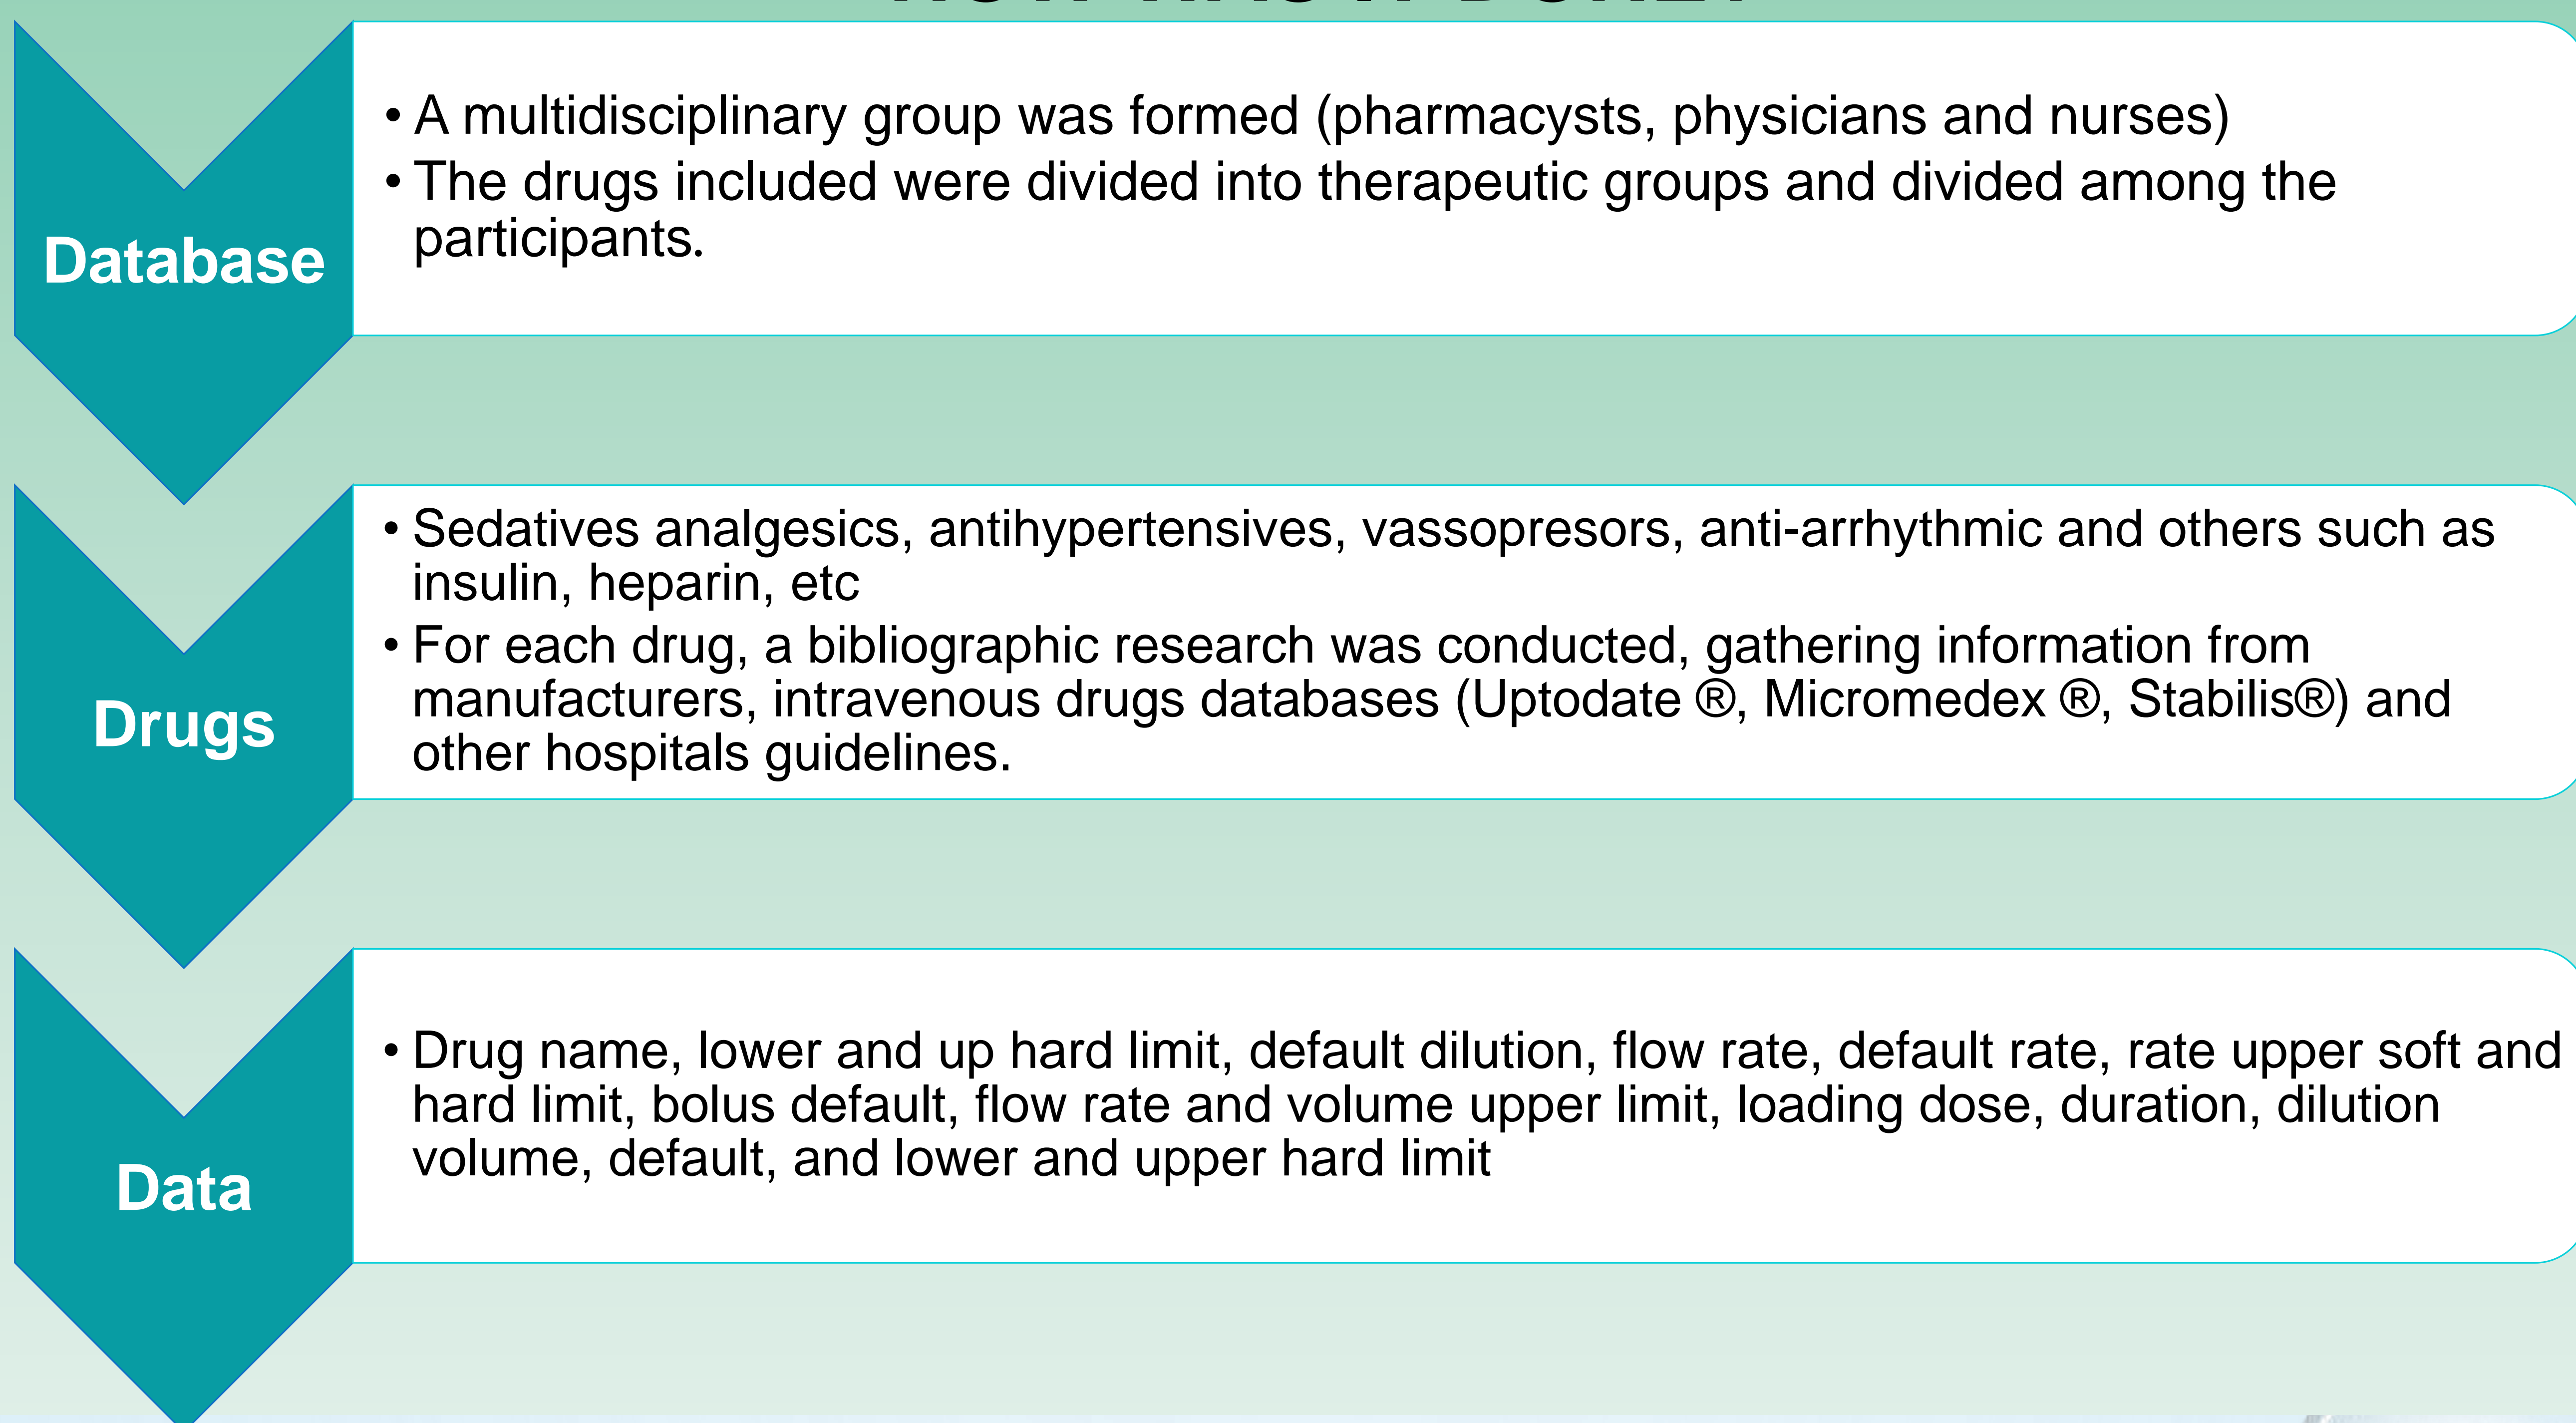 Database
• A multidisciplinary group was formed (pharmacysts, physicians and nurses)
• The drugs included were divided into therapeutic groups and divided among the
participants.
Drugs
• Sedatives analgesics, antihypertensives, vassopresors, anti-arrhythmic and others such as
insulin, heparin, etc
• For each drug, a bibliographic research was conducted, gathering information from
manufacturers, intravenous drugs databases (Uptodate ®, Micromedex ®, Stabilis®) and
other hospitals guidelines.
Data
• Drug name, lower and up hard limit, default dilution, flow rate, default rate, rate upper soft and
hard limit, bolus default, flow rate and volume upper limit, loading dose, duration, dilution
volume, default, and lower and upper hard limit